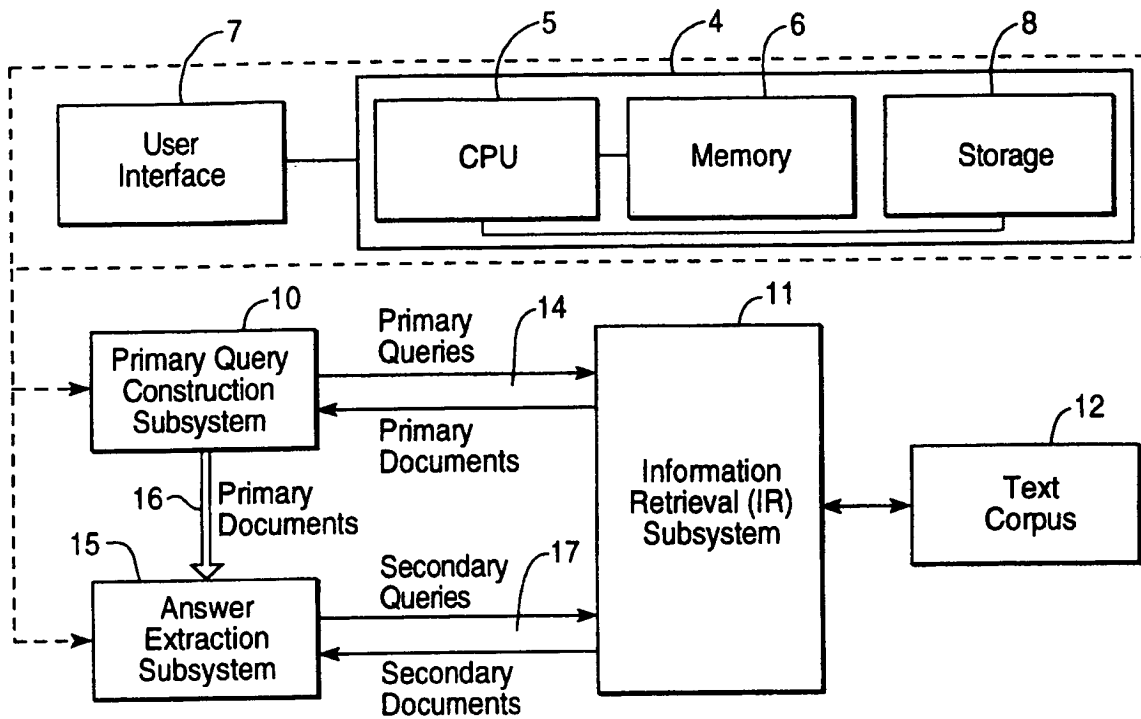 7
5
4
6
8
User
Interface
CPU
Memory
Storage
10
11
Primary
Queries
14
Primary Query
Construction
Subsystem
Primary
Documents
12
Information
Retrieval (IR)
Subsystem
Text
Corpus
16
Primary
Documents
15
Secondary
Queries
17
Answer
Extraction
Subsystem
Secondary
Documents